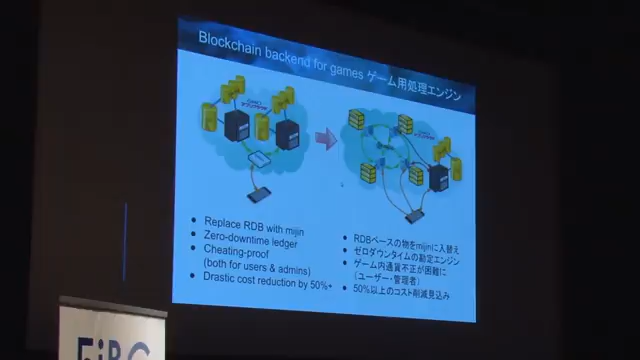 Blockchain backend for games ゲーム用処理エンジン
● Replace RDB with mijin
● Zero-downtime ledger
● Cheating-proof
(both for users & admins)
● Drastic cost reduction by 50%+
● RDBベースの物をmijinに入替え
● ゼロダウンタイムの勘定エンジン
● ゲーム内通貨不正が困難に
(ユーザー・管理者)
● 50%以上のコスト削減見込み